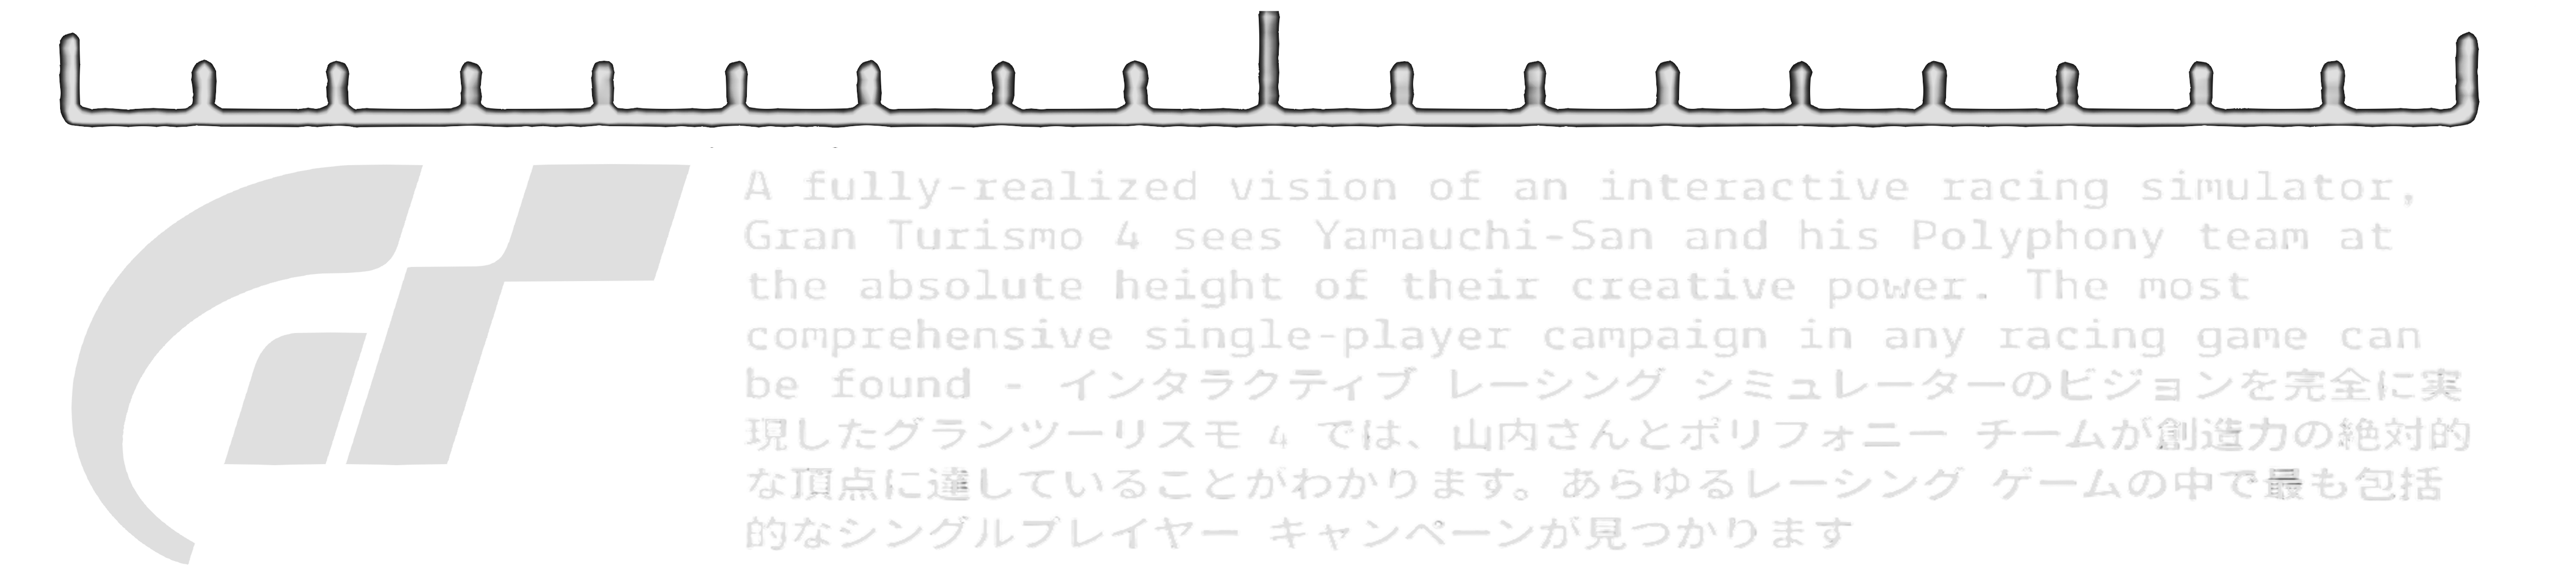 A fully-realized vision of an interactive racing simulator,
Gran Turismo 4 sees Yamauchi-San and his Polyphony team at
the absolute height of their creative power. The most
comprehensive single-player campaign in any racing game can
be found - インタラクティブ レーシング シミュレーターのビジョンを完全に実
現したグランツーリスモ 4 では、山内さんとポリフォニー チームが創造力の絶対的
な頂点に達していることがわかります。あらゆるレーシング ゲームの中で最も包括
的なシングルプレイヤー キャンペーンが見つかります